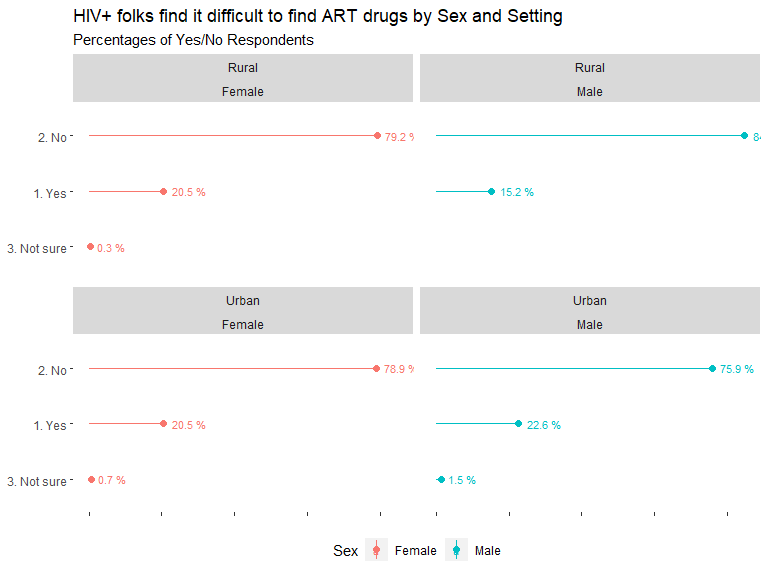 HIV+ folks find it difficult to find ART drugs by Sex and Setting
Percentages of Yes/No Respondents
Rural
Female
Rural
Male
2. No
79.2 %
84
1. Yes
20.5 %
15.2 %
3. Not sure
0.3 %
Urban
Female
Urban
Male
2. No
78.9 %
75.9 %
1. Yes
20.5 %
22.6 %
3. Not sure
0.7 %
1.5 %
Sex
Female
Male